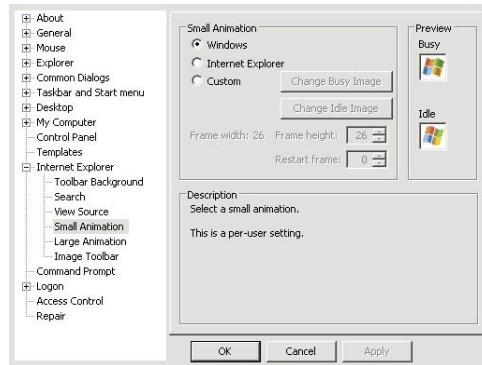 About
General
Mouse
Explorer
Common Dialogs
Taskbar and Start menu
Desktop
My Computer
Control Panel
Templates
Internet Explorer
Toolbar Background
Search
View Source
Small Animation
Large Animation
Image Toolbar
Command Prompt
Logon
Access Control
Repair
Small Animation
Windows
Internet Explorer
Custom
Change Busy Image
Change Idle Image
Frame width: 26 Frame height: 26
Restart frame: 0
Preview
Busy
Idle
Description
Select a small animation.
This is a per-user setting.
OK Cancel Apply